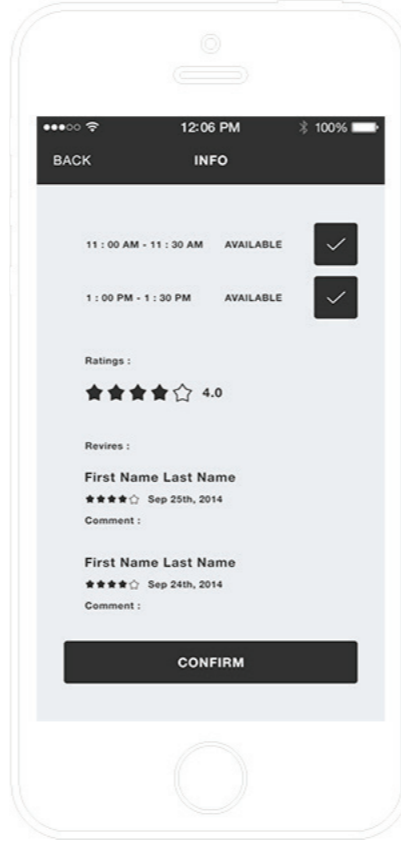 12:06 PM 100%
BACK INFO
11 : 00 AM - 11 : 30 AM AVAILABLE
1 : 00 PM - 1 : 30 PM AVAILABLE
Ratings :
4.0
Revires :
First Name Last Name
Sep 25th, 2014
Comment :
First Name Last Name
Sep 24th, 2014
Comment :
CONFIRM